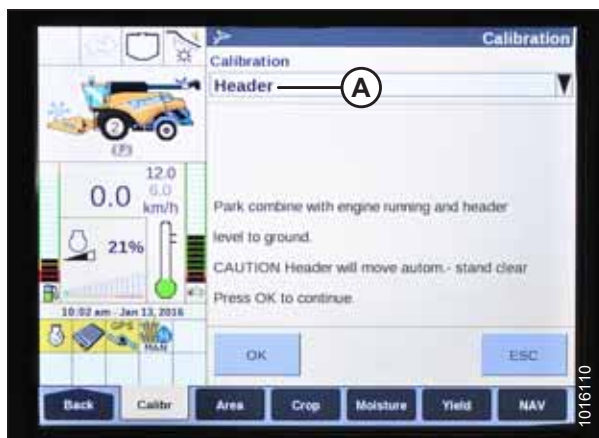 Calibration
Calibration
Header
A
2
(P)
12.0
6.0
0.0
km/h
21%
Park combine with engine running and header
level to ground.
CAUTION Header will move autom.- stand clear
Press OK to continue.
10:02 am - Jan 13, 2016
GPS
MAN
OK
ESC
Back
Calibr
Area
Crop
Moisture
Yield
NAV
1016110